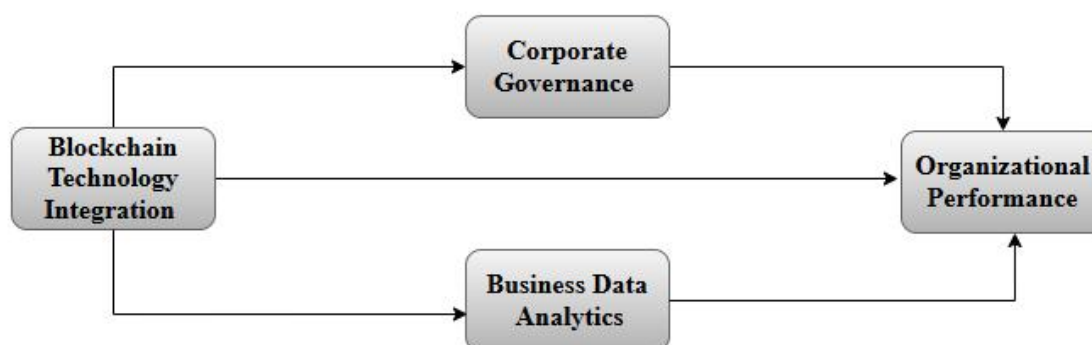 Corporate
Governance
Blockchain
Technology
Integration
Organizational
Performance
Business Data
Analytics